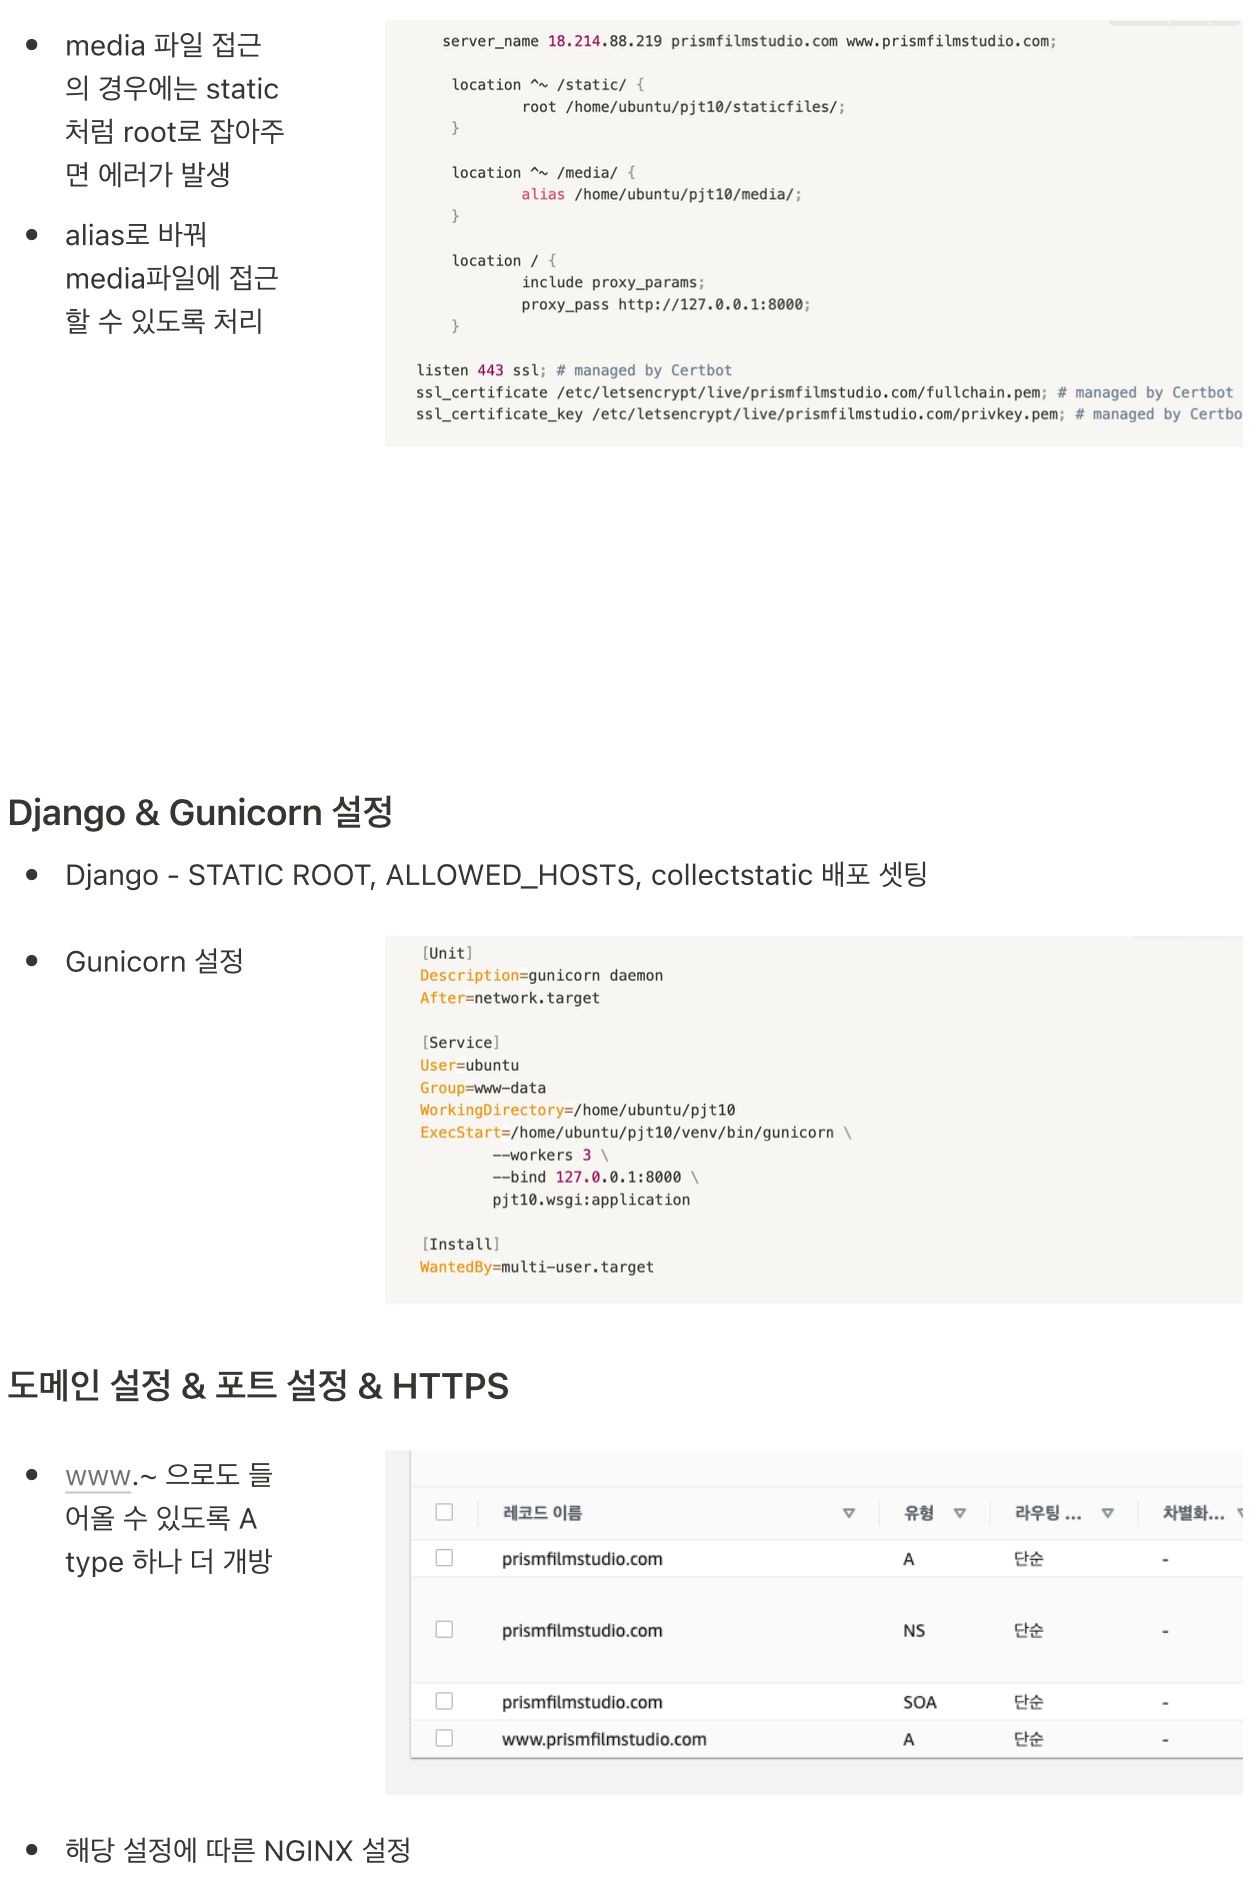 media 파일 접근
의 경우에는 static
처럼 root로 잡아주
면 에러가 발생
alias로 바꿔
media파일에 접근
할 수 있도록 처리
server_name 18.214.88.219 prismfilmstudio.com www.prismfilmstudio.com;
location ^~ /static/ {
root /home/ubuntu/pjt10/staticfiles/;
}
location ^~ /media/ {
alias /home/ubuntu/pjt10/media/;
}
location / {
include proxy_params;
proxy_pass http://127.0.0.1:8000;
}
listen 443 ssl; # managed by Certbot
ssl_certificate /etc/letsencrypt/live/prismfilmstudio.com/fullchain.pem; # managed by Certbot
ssl_certificate_key /etc/letsencrypt/live/prismfilmstudio.com/privkey.pem; # managed by Certbo
Django & Gunicorn 설정
Django - STATIC ROOT, ALLOWED_HOSTS, collectstatic 배포 셋팅
Gunicorn 설정
[Unit]
Description=gunicorn daemon
After=network.target
[Service]
User=ubuntu
Group=www-data
WorkingDirectory=/home/ubuntu/pjt10
ExecStart=/home/ubuntu/pjt10/venv/bin/gunicorn \
--workers 3 \
--bind 127.0.0.1:8000 \
pjt10.wsgi:application
[Install]
WantedBy=multi-user.target
도메인 설정 & 포트 설정 & HTTPS
www.~ 으로도 들
어올 수 있도록 A
type 하나 더 개방
레코드 이름 유형 라우팅 ... 차별화...
prismfilmstudio.com A 단순 -
prismfilmstudio.com NS 단순 -
prismfilmstudio.com SOA 단순 -
www.prismfilmstudio.com A 단순 -
해당 설정에 따른 NGINX 설정